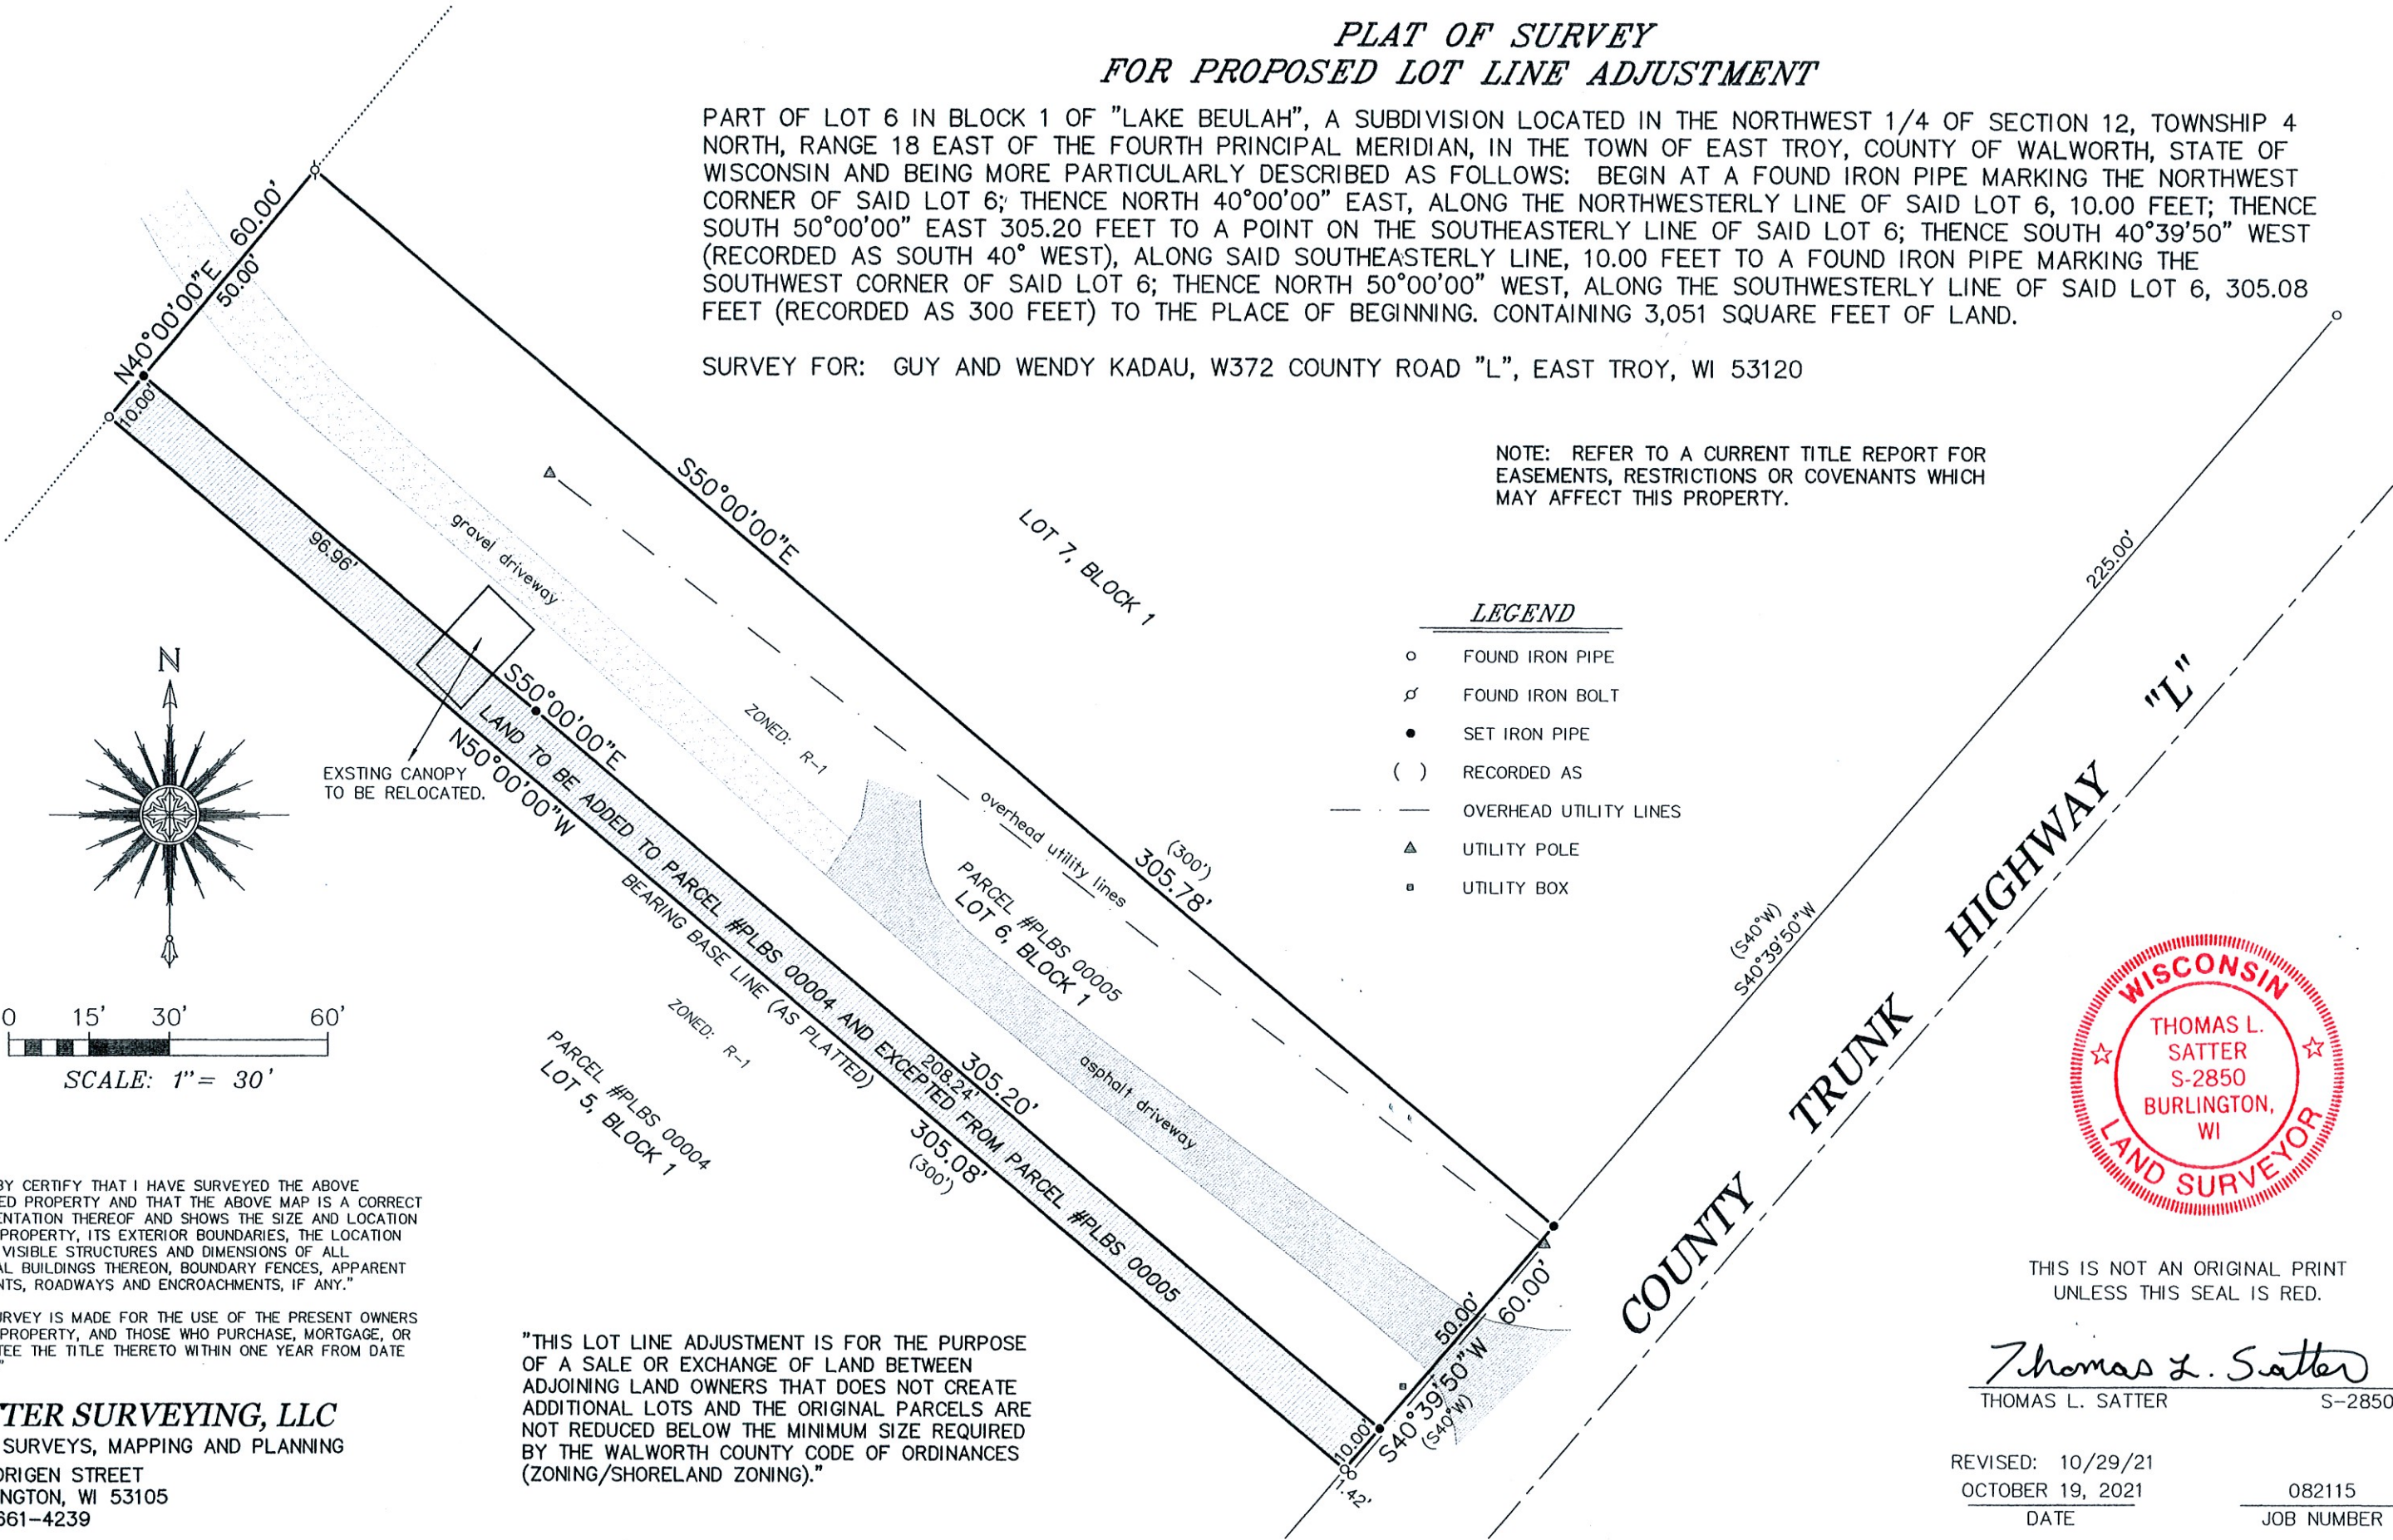 PLAT OF SURVEY
FOR PROPOSED LOT LINE ADJUSTMENT
PART OF LOT 6 IN BLOCK 1 OF "LAKE BEULAH", A SUBDIVISION LOCATED IN THE NORTHWEST 1/4 OF SECTION 12, TOWNSHIP 4
NORTH, RANGE 18 EAST OF THE FOURTH PRINCIPAL MERIDIAN, IN THE TOWN OF EAST TROY, COUNTY OF WALWORTH, STATE OF
WISCONSIN AND BEING MORE PARTICULARLY DESCRIBED AS FOLLOWS: BEGIN AT A FOUND IRON PIPE MARKING THE NORTHWEST
CORNER OF SAID LOT 6; THENCE NORTH 40°00'00" EAST, ALONG THE NORTHWESTERLY LINE OF SAID LOT 6, 10.00 FEET; THENCE
SOUTH 50°00'00" EAST 305.20 FEET TO A POINT ON THE SOUTHEASTERLY LINE OF SAID LOT 6; THENCE SOUTH 40°39'50" WEST
(RECORDED AS SOUTH 40° WEST), ALONG SAID SOUTHEASTERLY LINE, 10.00 FEET TO A FOUND IRON PIPE MARKING THE
SOUTHWEST CORNER OF SAID LOT 6; THENCE NORTH 50°00'00" WEST, ALONG THE SOUTHWESTERLY LINE OF SAID LOT 6, 305.08
FEET (RECORDED AS 300 FEET) TO THE PLACE OF BEGINNING. CONTAINING 3,051 SQUARE FEET OF LAND.
SURVEY FOR: GUY AND WENDY KADAU, W372 COUNTY ROAD "L", EAST TROY, WI 53120
NOTE: REFER TO A CURRENT TITLE REPORT FOR
EASEMENTS, RESTRICTIONS OR COVENANTS WHICH
MAY AFFECT THIS PROPERTY.
60.00'
N40°00'00"E
50.00'
10.00'
96.96'
gravel driveway
S50°00'00"E
LOT 7, BLOCK 1
225.00'
LEGEND
FOUND IRON PIPE
FOUND IRON BOLT
SET IRON PIPE
( ) RECORDED AS
OVERHEAD UTILITY LINES
UTILITY POLE
UTILITY BOX
N
EXSTING CANOPY
TO BE RELOCATED.
S50°00'00"E
N50°00'00"W
ZONED: R-1
overhead utility lines
(300')
305.78'
PARCEL #PLBS 00005
LOT 6, BLOCK 1
LAND TO BE ADDED TO PARCEL #PLBS 00004 AND EXCEPTED FROM PARCEL #PLBS 00005
BEARING BASE LINE (AS PLATTED)
ZONED: R-1
PARCEL #PLBS 00004
LOT 5, BLOCK 1
305.20'
208.24'
305.08'
(300')
asphalt driveway
(S40°W)
S40°39'50"W
COUNTY TRUNK HIGHWAY "L"
50.00'
60.00'
S40°39'50"W
(S40°W)
10.00'
1.42'
0 15' 30' 60'
SCALE: 1"= 30'
BY CERTIFY THAT I HAVE SURVEYED THE ABOVE
ED PROPERTY AND THAT THE ABOVE MAP IS A CORRECT
ENTATION THEREOF AND SHOWS THE SIZE AND LOCATION
PROPERTY, ITS EXTERIOR BOUNDARIES, THE LOCATION
VISIBLE STRUCTURES AND DIMENSIONS OF ALL
AL BUILDINGS THEREON, BOUNDARY FENCES, APPARENT
NTS, ROADWAYS AND ENCROACHMENTS, IF ANY."
URVEY IS MADE FOR THE USE OF THE PRESENT OWNERS
PROPERTY, AND THOSE WHO PURCHASE, MORTGAGE, OR
TEE THE TITLE THERETO WITHIN ONE YEAR FROM DATE
"
TER SURVEYING, LLC
SURVEYS, MAPPING AND PLANNING
ORIGEN STREET
NGTON, WI 53105
661-4239
"THIS LOT LINE ADJUSTMENT IS FOR THE PURPOSE
OF A SALE OR EXCHANGE OF LAND BETWEEN
ADJOINING LAND OWNERS THAT DOES NOT CREATE
ADDITIONAL LOTS AND THE ORIGINAL PARCELS ARE
NOT REDUCED BELOW THE MINIMUM SIZE REQUIRED
BY THE WALWORTH COUNTY CODE OF ORDINANCES
(ZONING/SHORELAND ZONING)."
WISCONSIN
THOMAS L.
SATTER
S-2850
BURLINGTON,
WI
LAND SURVEYOR
THIS IS NOT AN ORIGINAL PRINT
UNLESS THIS SEAL IS RED.
Thomas L. Satter
THOMAS L. SATTER S-2850
REVISED: 10/29/21
OCTOBER 19, 2021 082115
DATE JOB NUMBER